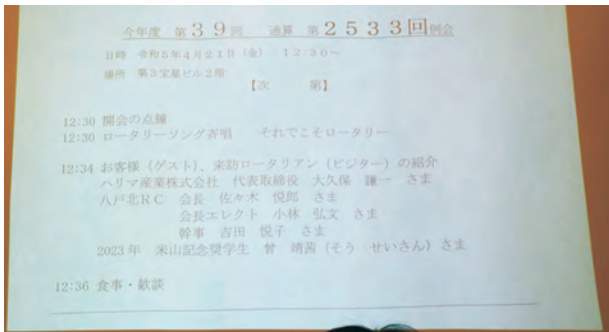 今年度 第39回 通算 第2533回例会
日時 令和5年4月21日(金) 12:30~
場所 第3宝星ビル2階
【次 第】
12:30 開会の点鐘
12:30 ロータリーソング斉唱 それでこそロータリー
12:34 お客様(ゲスト)、来訪ロータリアン(ビジター)の紹介
ハリマ産業株式会社 代表取締役 大久保 謙一 さま
八戸北RC 会長 佐々木 悦郎 さま
会長エレクト 小林 弘文 さま
幹事 吉田 悦子 さま
2023年 米山記念奨学生 曾 靖茜(そう せいさん)さま
12:36 食事・歓談